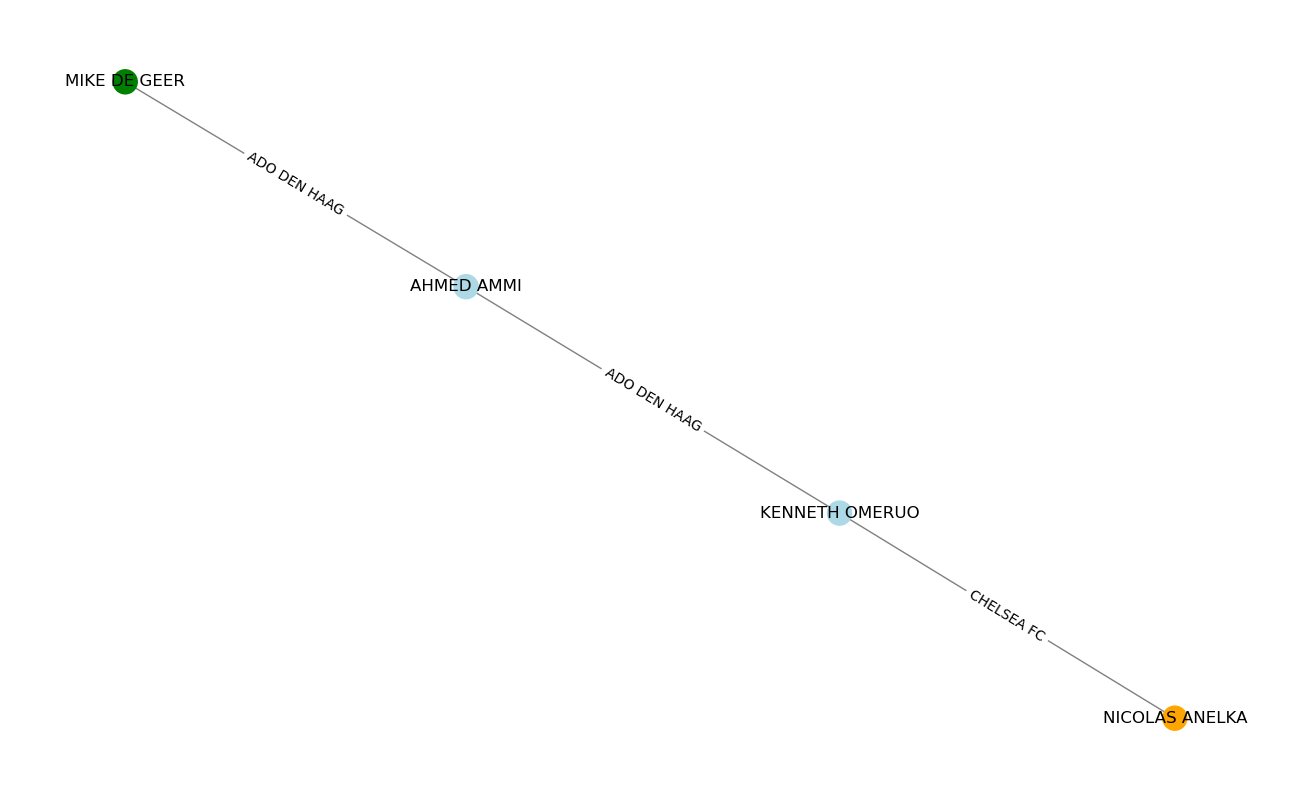 MIKE DE GEER
ADO DEN HAAG
AHMED AMMI
ADO DEN HAAG
KENNETH OMERUO
CHELSEA FC
NICOLAS ANELKA